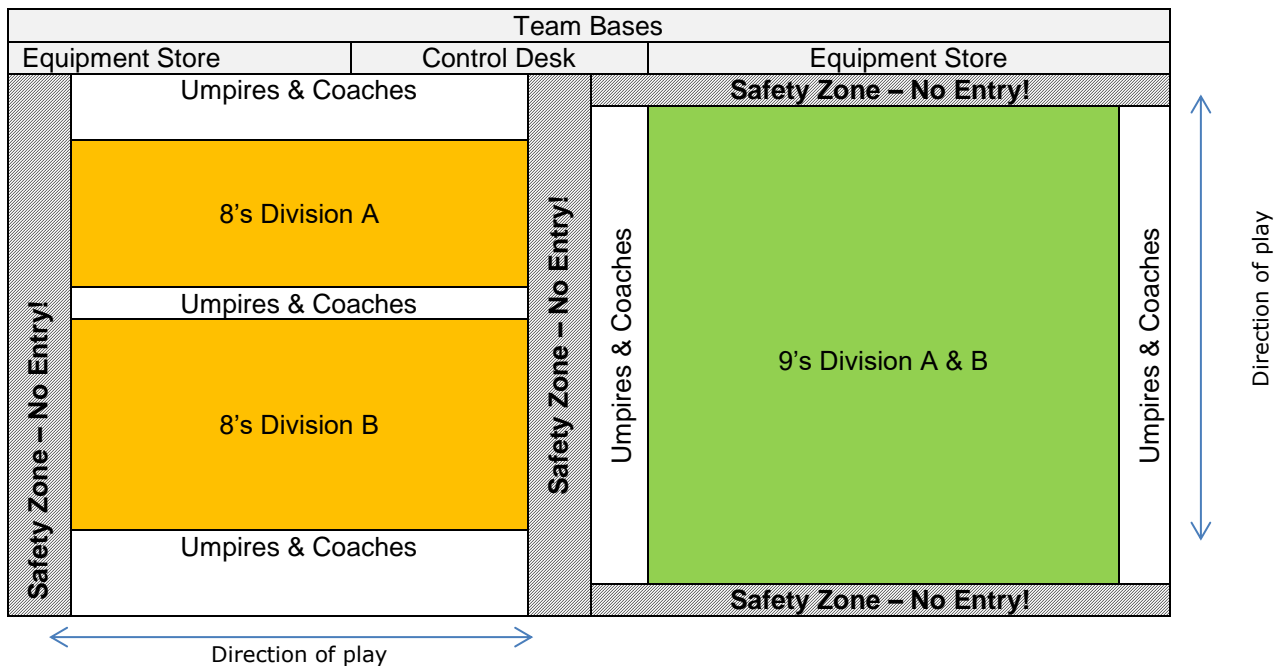 Team Bases
Equipment Store
Control Desk
Equipment Store
Safety Zone – No Entry!
Umpires & Coaches
8’s Division A
Umpires & Coaches
8’s Division B
Umpires & Coaches
Safety Zone – No Entry!
Safety Zone – No Entry!
Umpires & Coaches
9’s Division A & B
Umpires & Coaches
Safety Zone – No Entry!
Direction of play
Direction of play